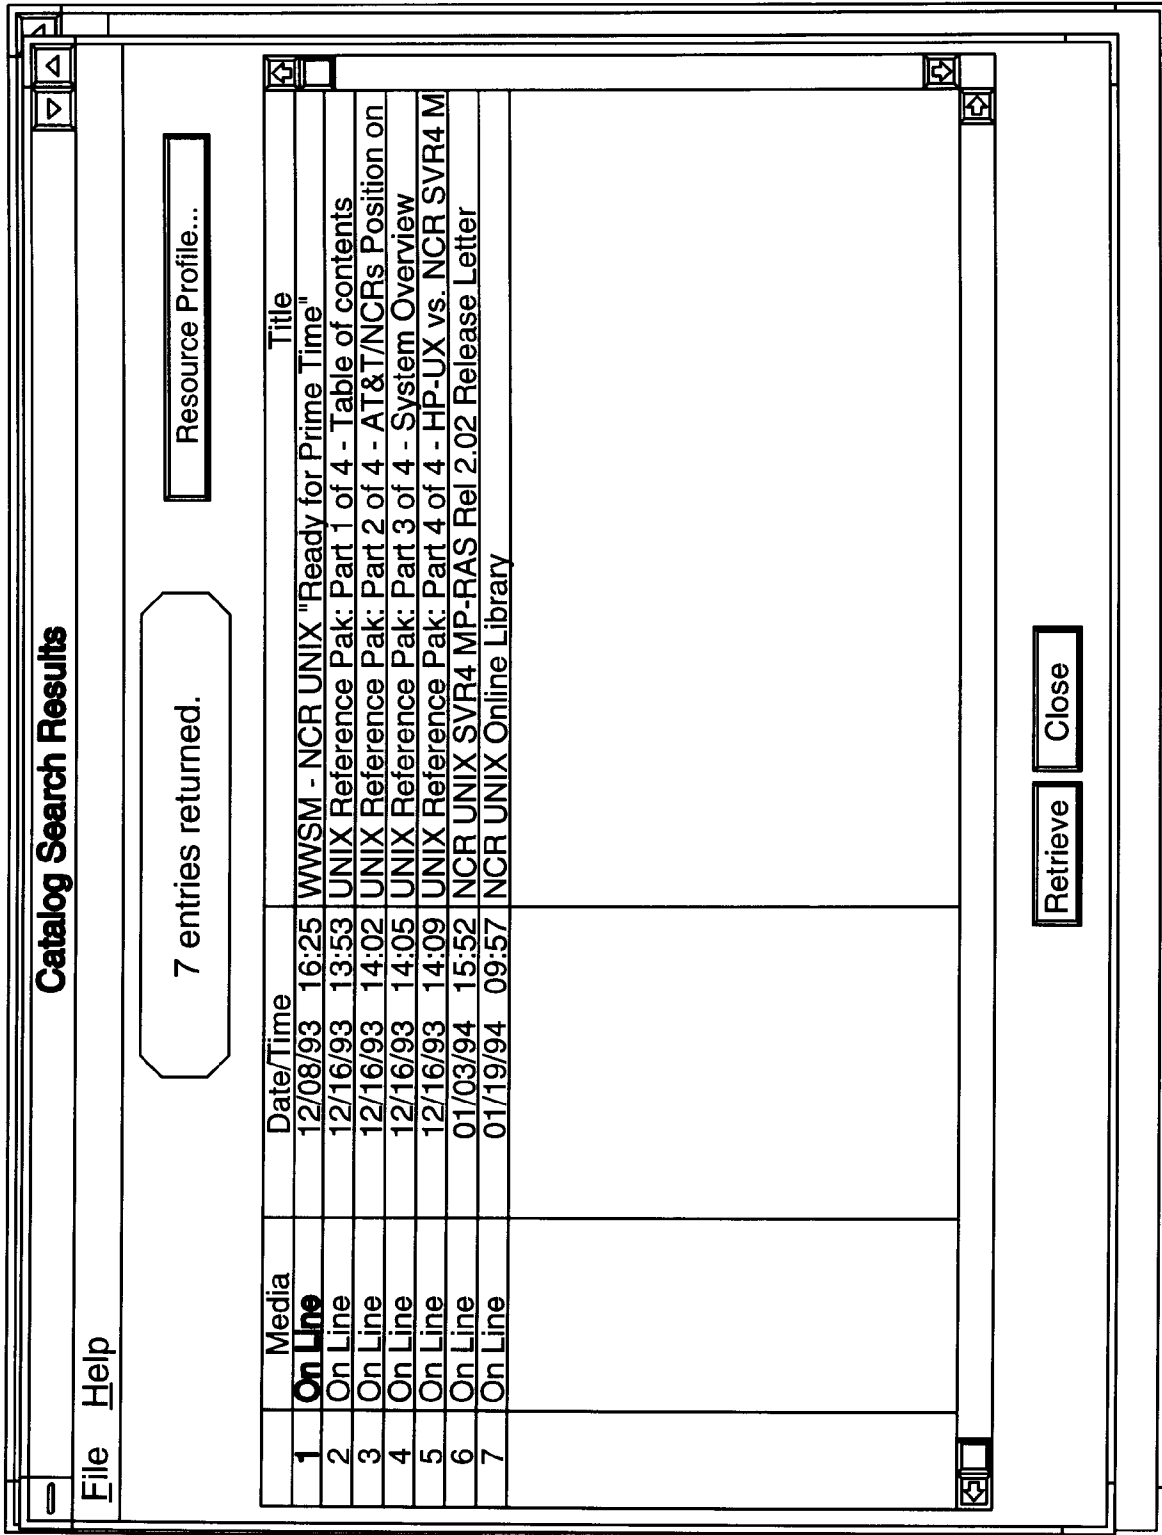 Catalog Search Results
File Help
7 entries returned.
Resource Profile...
Media Date/Time Title
1 On Line 12/08/93 16:25 WWSM - NCR UNIX "Ready for Prime Time"
2 On Line 12/16/93 13:53 UNIX Reference Pak: Part 1 of 4 - Table of contents
3 On Line 12/16/93 14:02 UNIX Reference Pak: Part 2 of 4 - AT&T/NCRs Position on
4 On Line 12/16/93 14:05 UNIX Reference Pak: Part 3 of 4 - System Overview
5 On Line 12/16/93 14:09 UNIX Reference Pak: Part 4 of 4 - HP-UX vs. NCR SVR4 M
6 On Line 01/03/94 15:52 NCR UNIX SVR4 MP-RAS Rel 2.02 Release Letter
7 On Line 01/19/94 09:57 NCR UNIX Online Library
Retrieve Close